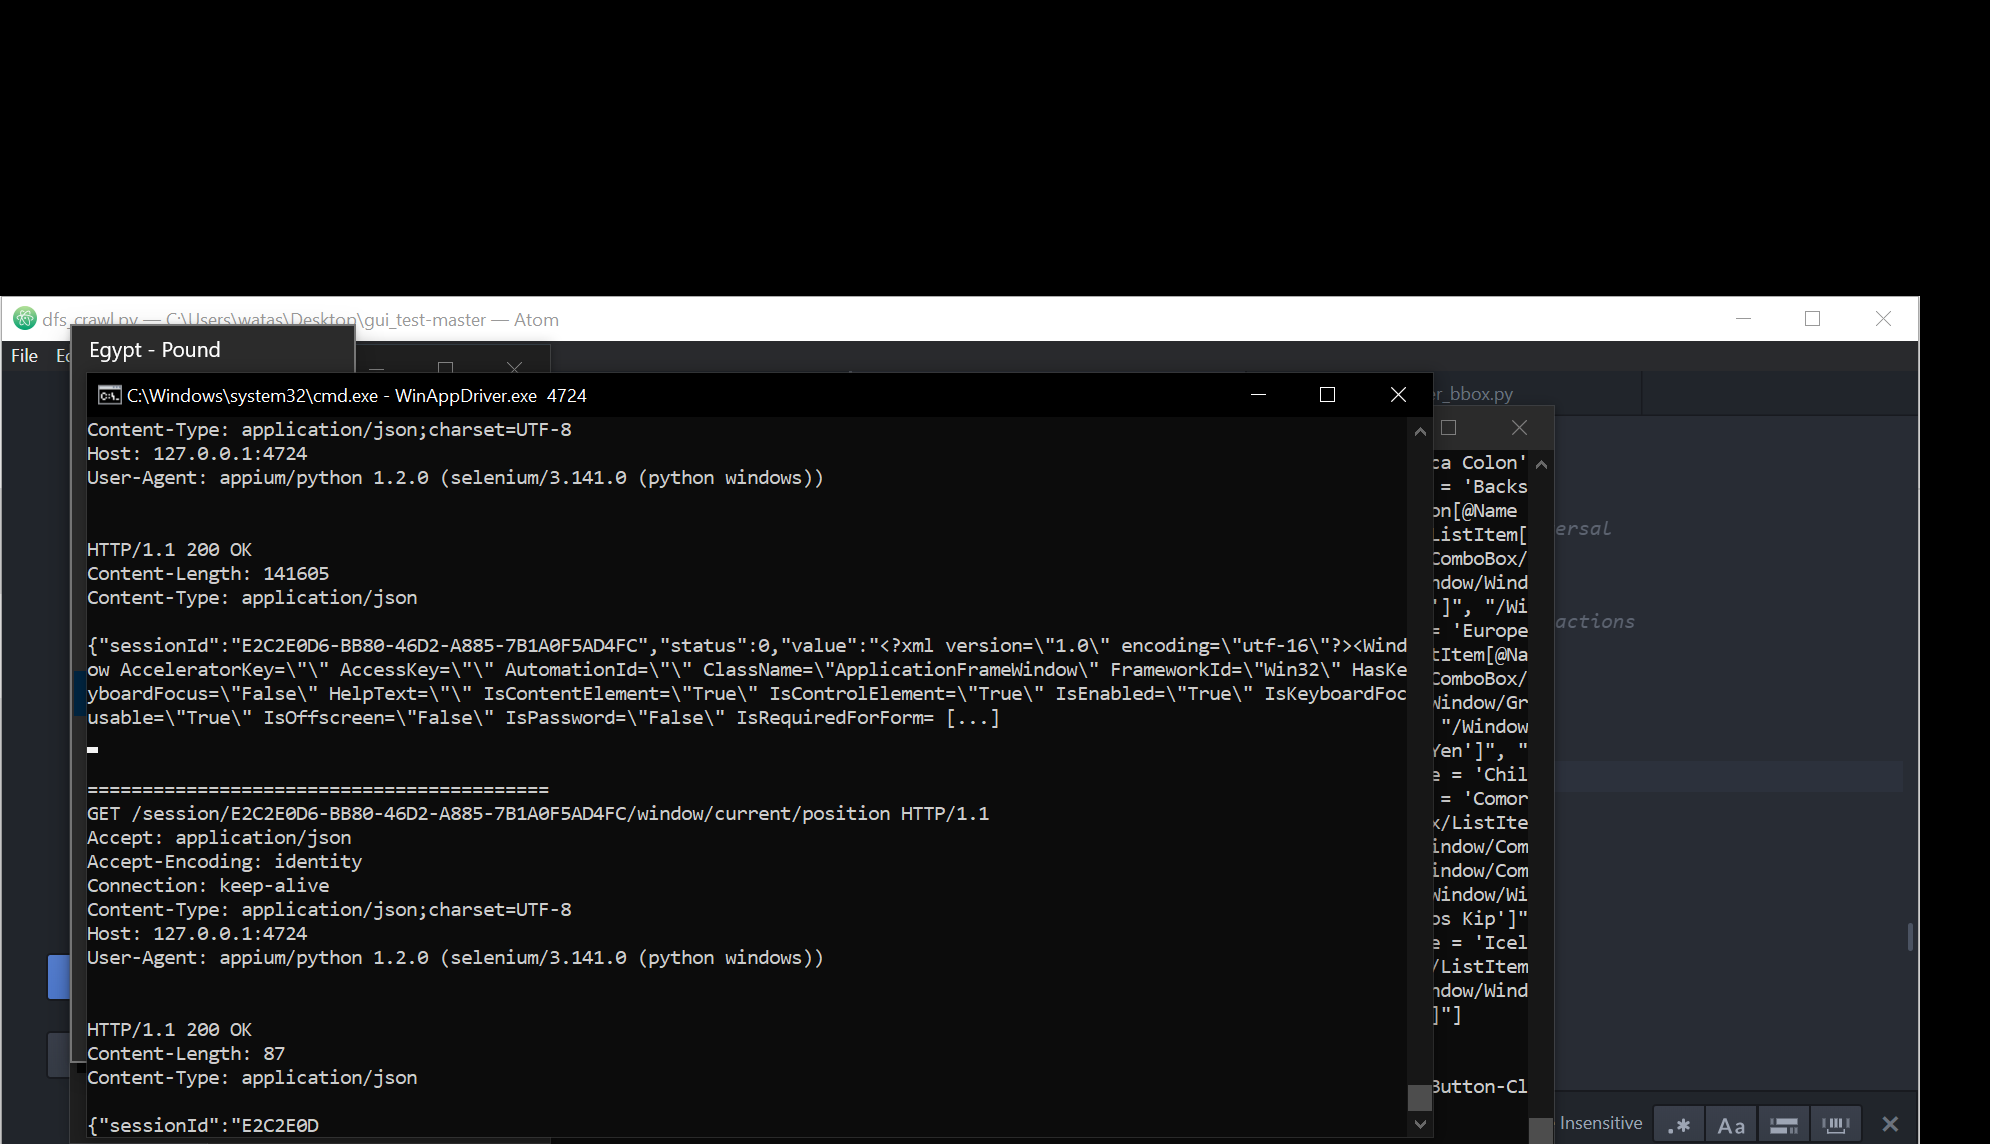 dfs_crawl.py — C:\Users\watas\Desktop\gui_test-master — Atom
File
Egypt - Pound
C:\Windows\system32\cmd.exe - WinAppDriver.exe  4724
Content-Type: application/json;charset=UTF-8
Host: 127.0.0.1:4724
User-Agent: appium/python 1.2.0 (selenium/3.141.0 (python windows))
HTTP/1.1 200 OK
Content-Length: 141605
Content-Type: application/json
{"sessionId":"E2C2E0D6-BB80-46D2-A885-7B1A0F5AD4FC","status":0,"value":"<?xml version=\"1.0\" encoding=\"utf-16\"?><Wind
ow AcceleratorKey=\"\" AccessKey=\"\" AutomationId=\"\" ClassName=\"ApplicationFrameWindow\" FrameworkId=\"Win32\" HasKe
yboardFocus=\"False\" HelpText=\"\" IsContentElement=\"True\" IsControlElement=\"True\" IsEnabled=\"True\" IsKeyboardFoc
usable=\"True\" IsOffscreen=\"False\" IsPassword=\"False\" IsRequiredForForm= [...]
==========================================
GET /session/E2C2E0D6-BB80-46D2-A885-7B1A0F5AD4FC/window/current/position HTTP/1.1
Accept: application/json
Accept-Encoding: identity
Connection: keep-alive
Content-Type: application/json;charset=UTF-8
Host: 127.0.0.1:4724
User-Agent: appium/python 1.2.0 (selenium/3.141.0 (python windows))
HTTP/1.1 200 OK
Content-Length: 87
Content-Type: application/json
{"sessionId":"E2C2E0D
er_bbox.py
ca Colon'
= 'Backs
on[@Name
ListItem[
ComboBox/
ndow/Wind
']", "/Wi
= 'Europe
tItem[@Na
ComboBox/
Window/Gr
"/Window
Yen']", "
e = 'Chil
= 'Comor
x/ListIte
indow/Com
indow/Com
Window/Wi
os Kip']"
e = 'Icel
/ListItem
ndow/Wind
]"]
Button-Cl
ersal
actions
Insensitive
.*
Aa